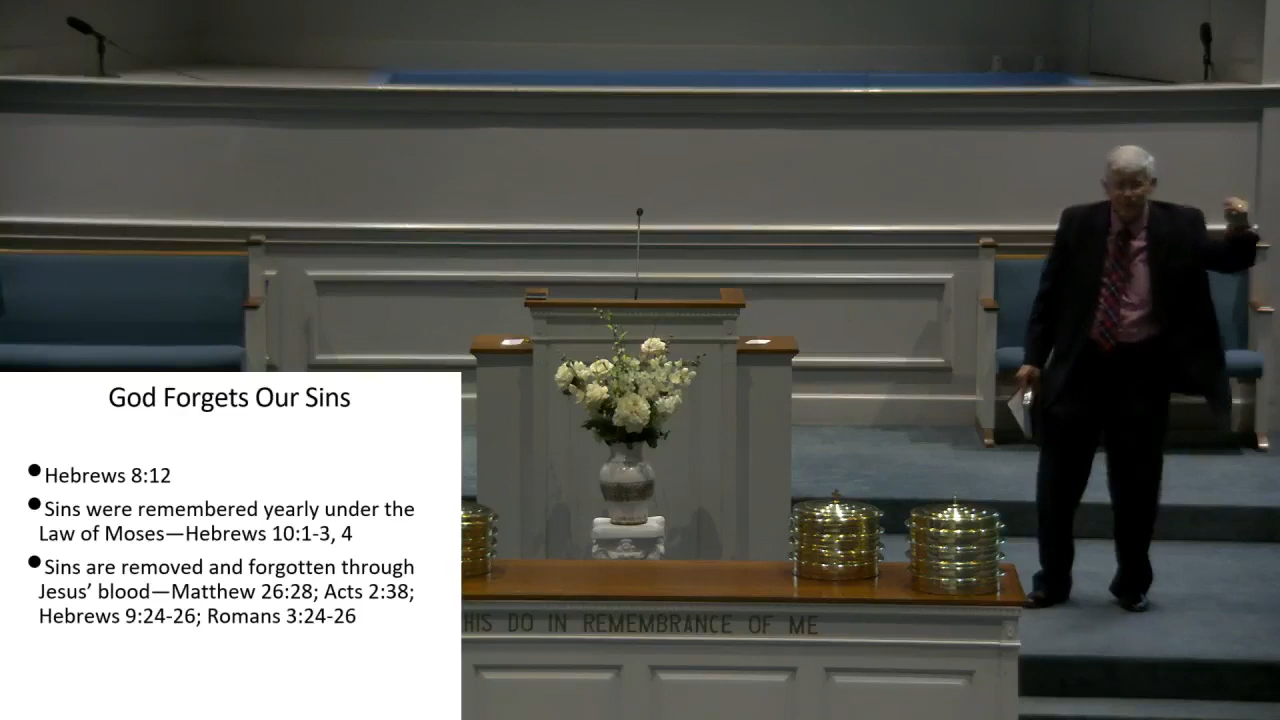 God Forgets Our Sins
●Hebrews 8:12
●Sins were remembered yearly under the
Law of Moses—Hebrews 10:1-3, 4
●Sins are removed and forgotten through
Jesus’ blood—Matthew 26:28; Acts 2:38;
Hebrews 9:24-26; Romans 3:24-26
HIS DO IN REMEMBRANCE OF ME